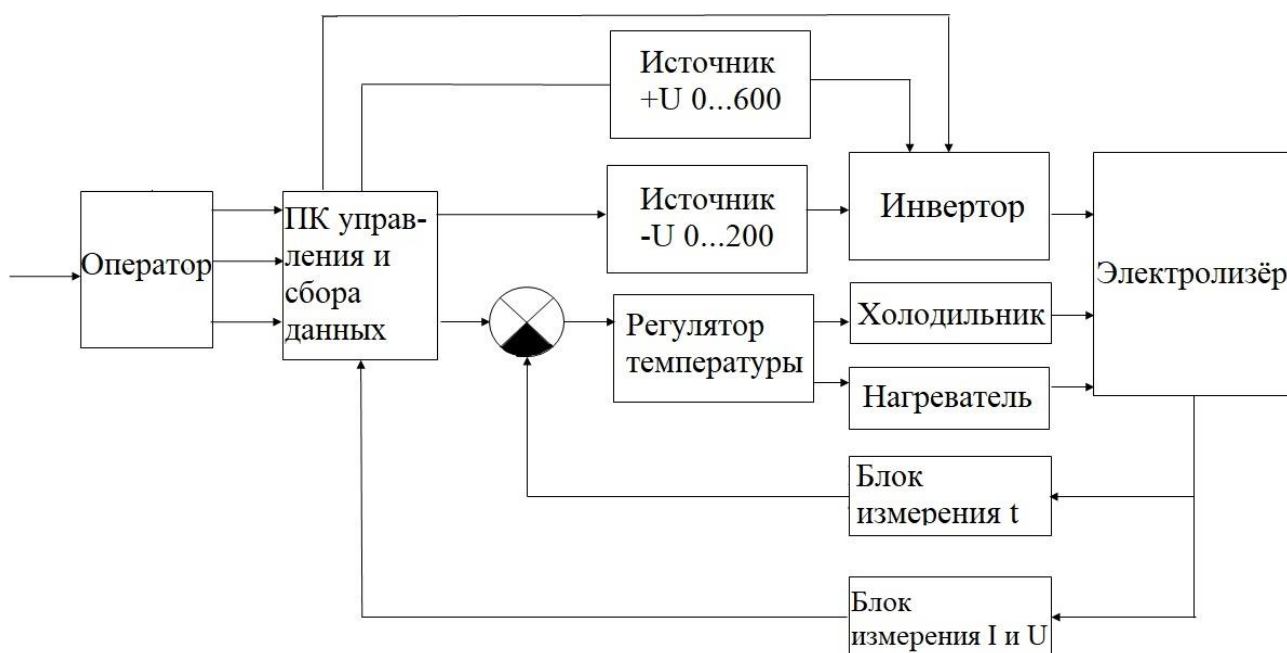 Источник
+U 0...600
Источник
-U 0...200
Инвертор
Оператор
ПК управ-
ления и
сбора
данных
Электролизёр
Регулятор
температуры
Холодильник
Нагреватель
Блок
измерения t
Блок
измерения I и U